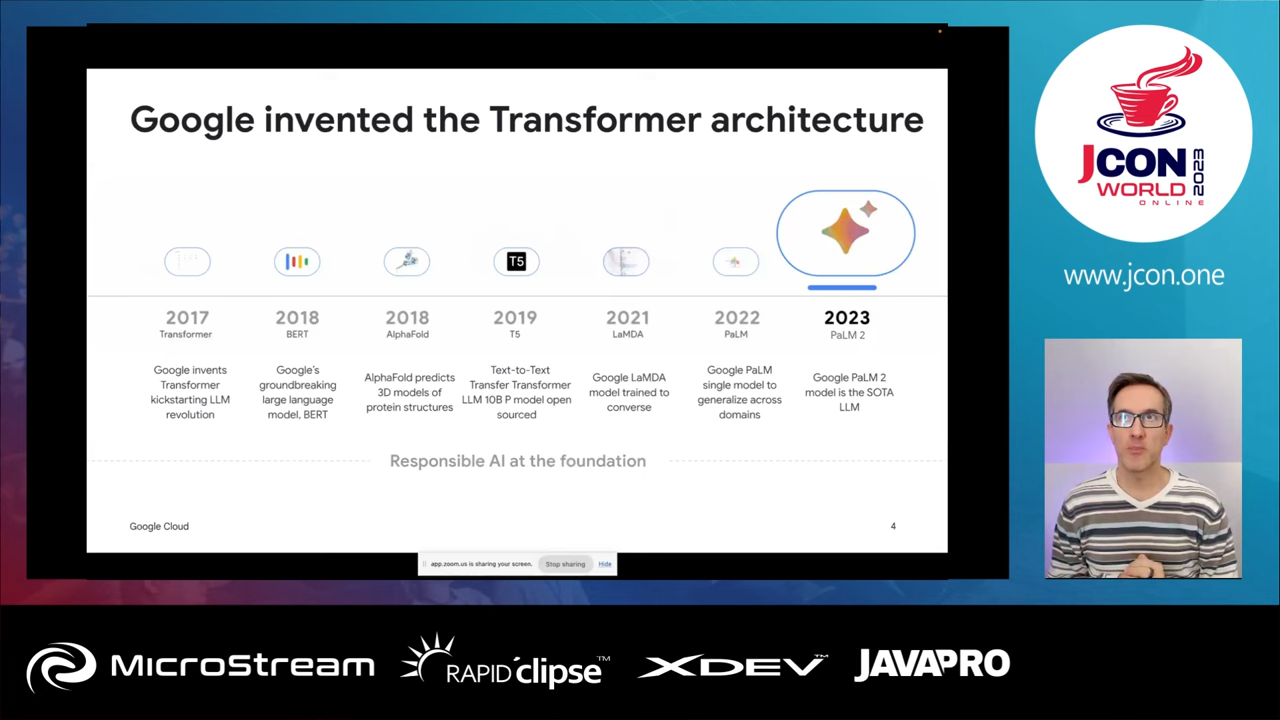 Google invented the Transformer architecture
T5
2017
Transformer
Google invents
Transformer
kickstarting LLM
revolution
2018
BERT
Google's
groundbreaking
large language
model, BERT
2018
AlphaFold
AlphaFold predicts
3D models of
protein structures
2019
T5
Text-to-Text
Transfer Transformer
LLM 10B P model open
sourced
2021
LaMDA
Google LaMDA
model trained to
converse
2022
PaLM
Google PaLM
single model to
generalize across
domains
2023
PaLM 2
Google PaLM 2
model is the SOTA
LLM
Responsible AI at the foundation
Google Cloud
4
app.zoom.us is sharing your screen.
Stop sharing
Hide
JCON
WORLD
ONLINE
2023
www.jcon.one
MICROSTREAM
RAPIDclipse™
XDEV™
JAVAPRO